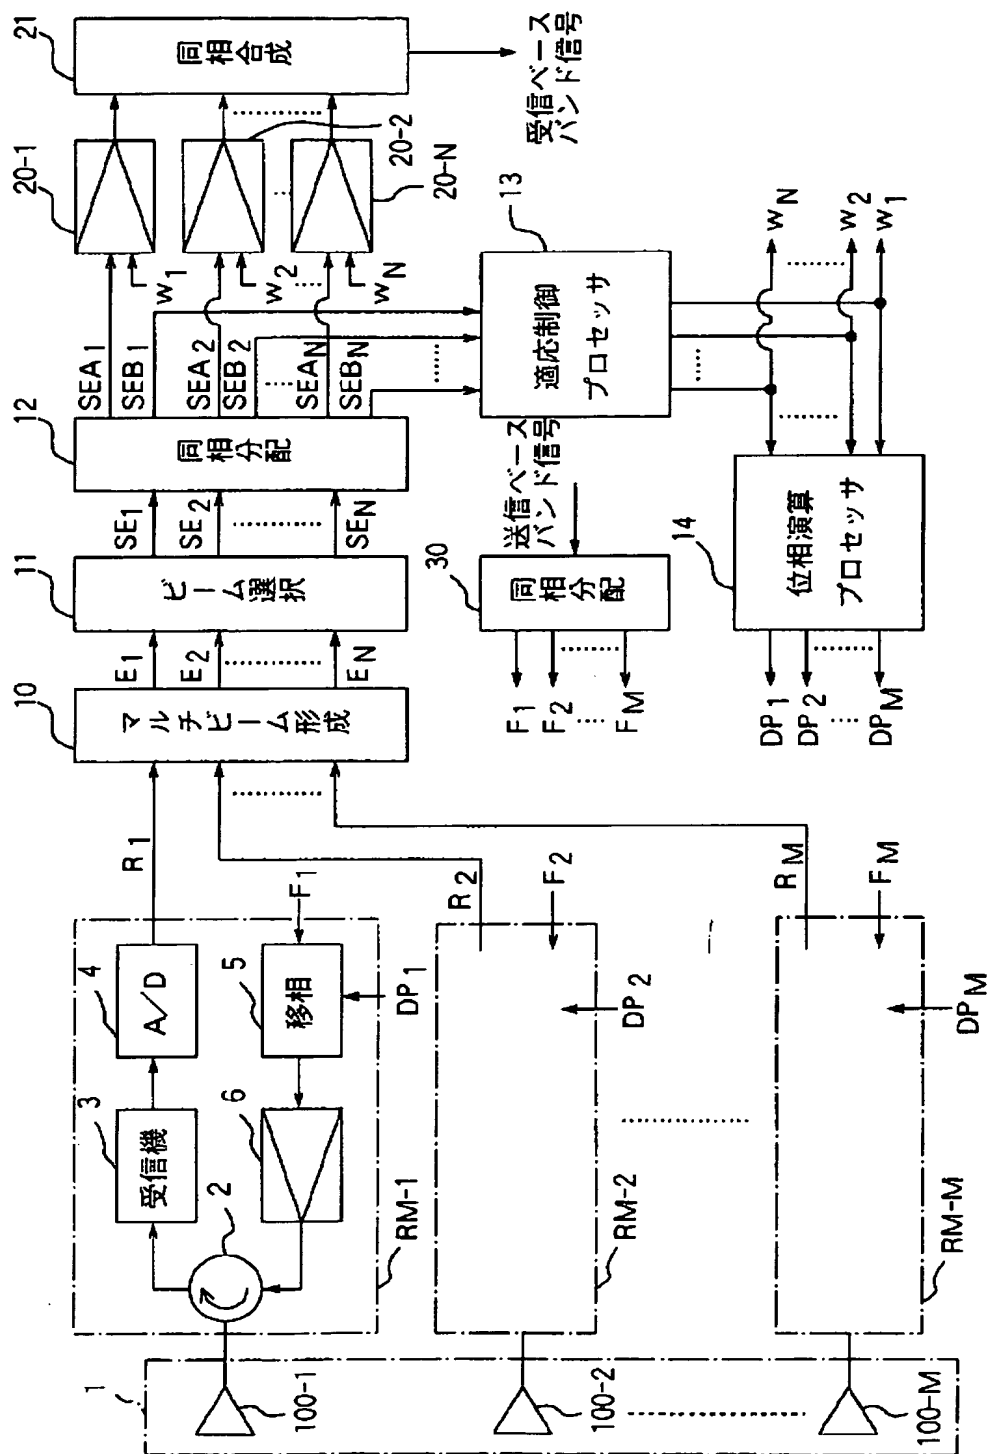 1
100-1
100-2
100-M
RM-1
2
受信機
3
A/D
4
移相
5
6
F1
DP1
R1
RM-2
R2
F2
DP2
RM-M
RM
FM
DPM
10
マルチビーム形成
E1
E2
EN
11
ビーム選択
SE1
SE2
SEN
12
同相分配
SEA1
SEB1
SEA2
SEB2
SEAN
SEBN
W1
W2
WN
20-1
20-2
20-N
21
同相合成
受信ベース
バンド信号
13
適応制御
プロセッサ
WN
W2
W1
送信ベース
バンド信号
30
同相分配
F1
F2
FM
14
位相演算
プロセッサ
DP1
DP2
DPM